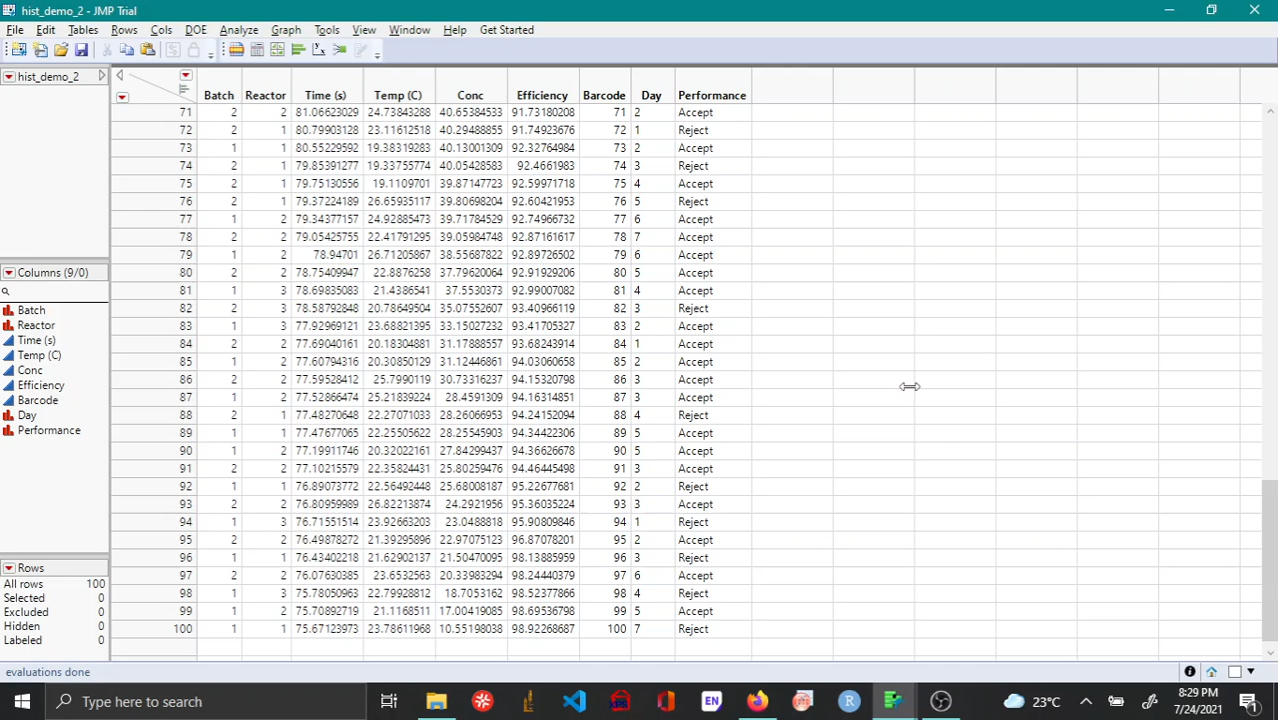 hist_demo_2 - JMP Trial
File Edit Tables Rows Cols DOE Analyze Graph Tools View Window Help Get Started
hist_demo_2
Batch Reactor Time (s) Temp (C) Conc Efficiency Barcode Day Performance
71 2 2 81.06623029 24.73843288 40.65384533 91.73180208 71 2 Accept
72 2 1 80.79903128 23.11612518 40.29488855 91.74923676 72 1 Reject
73 1 2 80.55229592 19.38319283 40.13001309 92.32764984 73 2 Accept
74 2 1 79.85391277 19.33755774 40.05428583 92.4661983 74 3 Reject
75 2 1 79.75130556 19.1109701 39.87147723 92.59971718 75 4 Accept
76 2 2 79.37224189 26.65935117 39.80698204 92.60421953 76 5 Reject
77 1 2 79.34377157 24.92885473 39.71784529 92.74966732 77 6 Accept
78 2 2 79.05425755 22.41791295 39.05984748 92.87161617 78 7 Accept
79 1 2 78.94701 26.71205867 38.55687822 92.89726502 79 6 Accept
80 2 2 78.75409947 22.8876258 37.79620064 92.91929206 80 5 Accept
81 1 3 78.69835083 21.4386541 37.5530373 92.99007082 81 4 Accept
82 2 3 78.58792848 20.78649504 35.07552607 93.40966119 82 3 Reject
83 1 3 77.92969121 23.68821395 33.15027232 93.41705327 83 2 Accept
84 2 2 77.69040161 20.18304881 31.17888557 93.68243914 84 1 Accept
85 1 2 77.60794316 20.30850129 31.12446861 94.03060658 85 2 Accept
86 2 2 77.59528412 25.7990119 30.73316237 94.15320798 86 3 Accept
87 1 2 77.52866474 25.21839224 28.4591309 94.16314851 87 3 Accept
88 2 1 77.48270648 22.27071033 28.26066953 94.24152094 88 4 Reject
89 1 1 77.47677065 22.25505622 28.25545903 94.34422306 89 5 Accept
90 1 2 77.19911746 20.32022161 27.84299437 94.36626678 90 5 Accept
91 2 2 77.10215579 22.35824431 25.80259476 94.46445498 91 3 Accept
92 1 1 76.89073772 22.56492448 25.68008187 95.22677681 92 2 Reject
93 2 2 76.80959989 26.82213874 24.2921956 95.36035224 93 3 Accept
94 1 3 76.71551514 23.92663203 23.0488818 95.90809846 94 1 Reject
95 2 2 76.49878272 21.39295896 22.97075123 96.87078201 95 2 Accept
96 1 1 76.43402218 21.62902137 21.50470095 98.13885959 96 3 Reject
97 2 2 76.07630385 23.6532563 20.33983294 98.24440379 97 6 Accept
98 1 3 75.78050963 22.79929818 18.7053162 98.52377866 98 4 Reject
99 1 2 75.70892719 21.1168511 17.00419085 98.69536798 99 5 Accept
100 1 1 75.67123973 23.78611968 10.55198038 98.92268687 100 7 Reject
Columns (9/0)
Batch
Reactor
Time (s)
Temp (C)
Conc
Efficiency
Barcode
Day
Performance
Rows
All rows 100
Selected 0
Excluded 0
Hidden 0
Labeled 0
evaluations done
Type here to search
EN
R
23°C
8:29 PM
7/24/2021
1